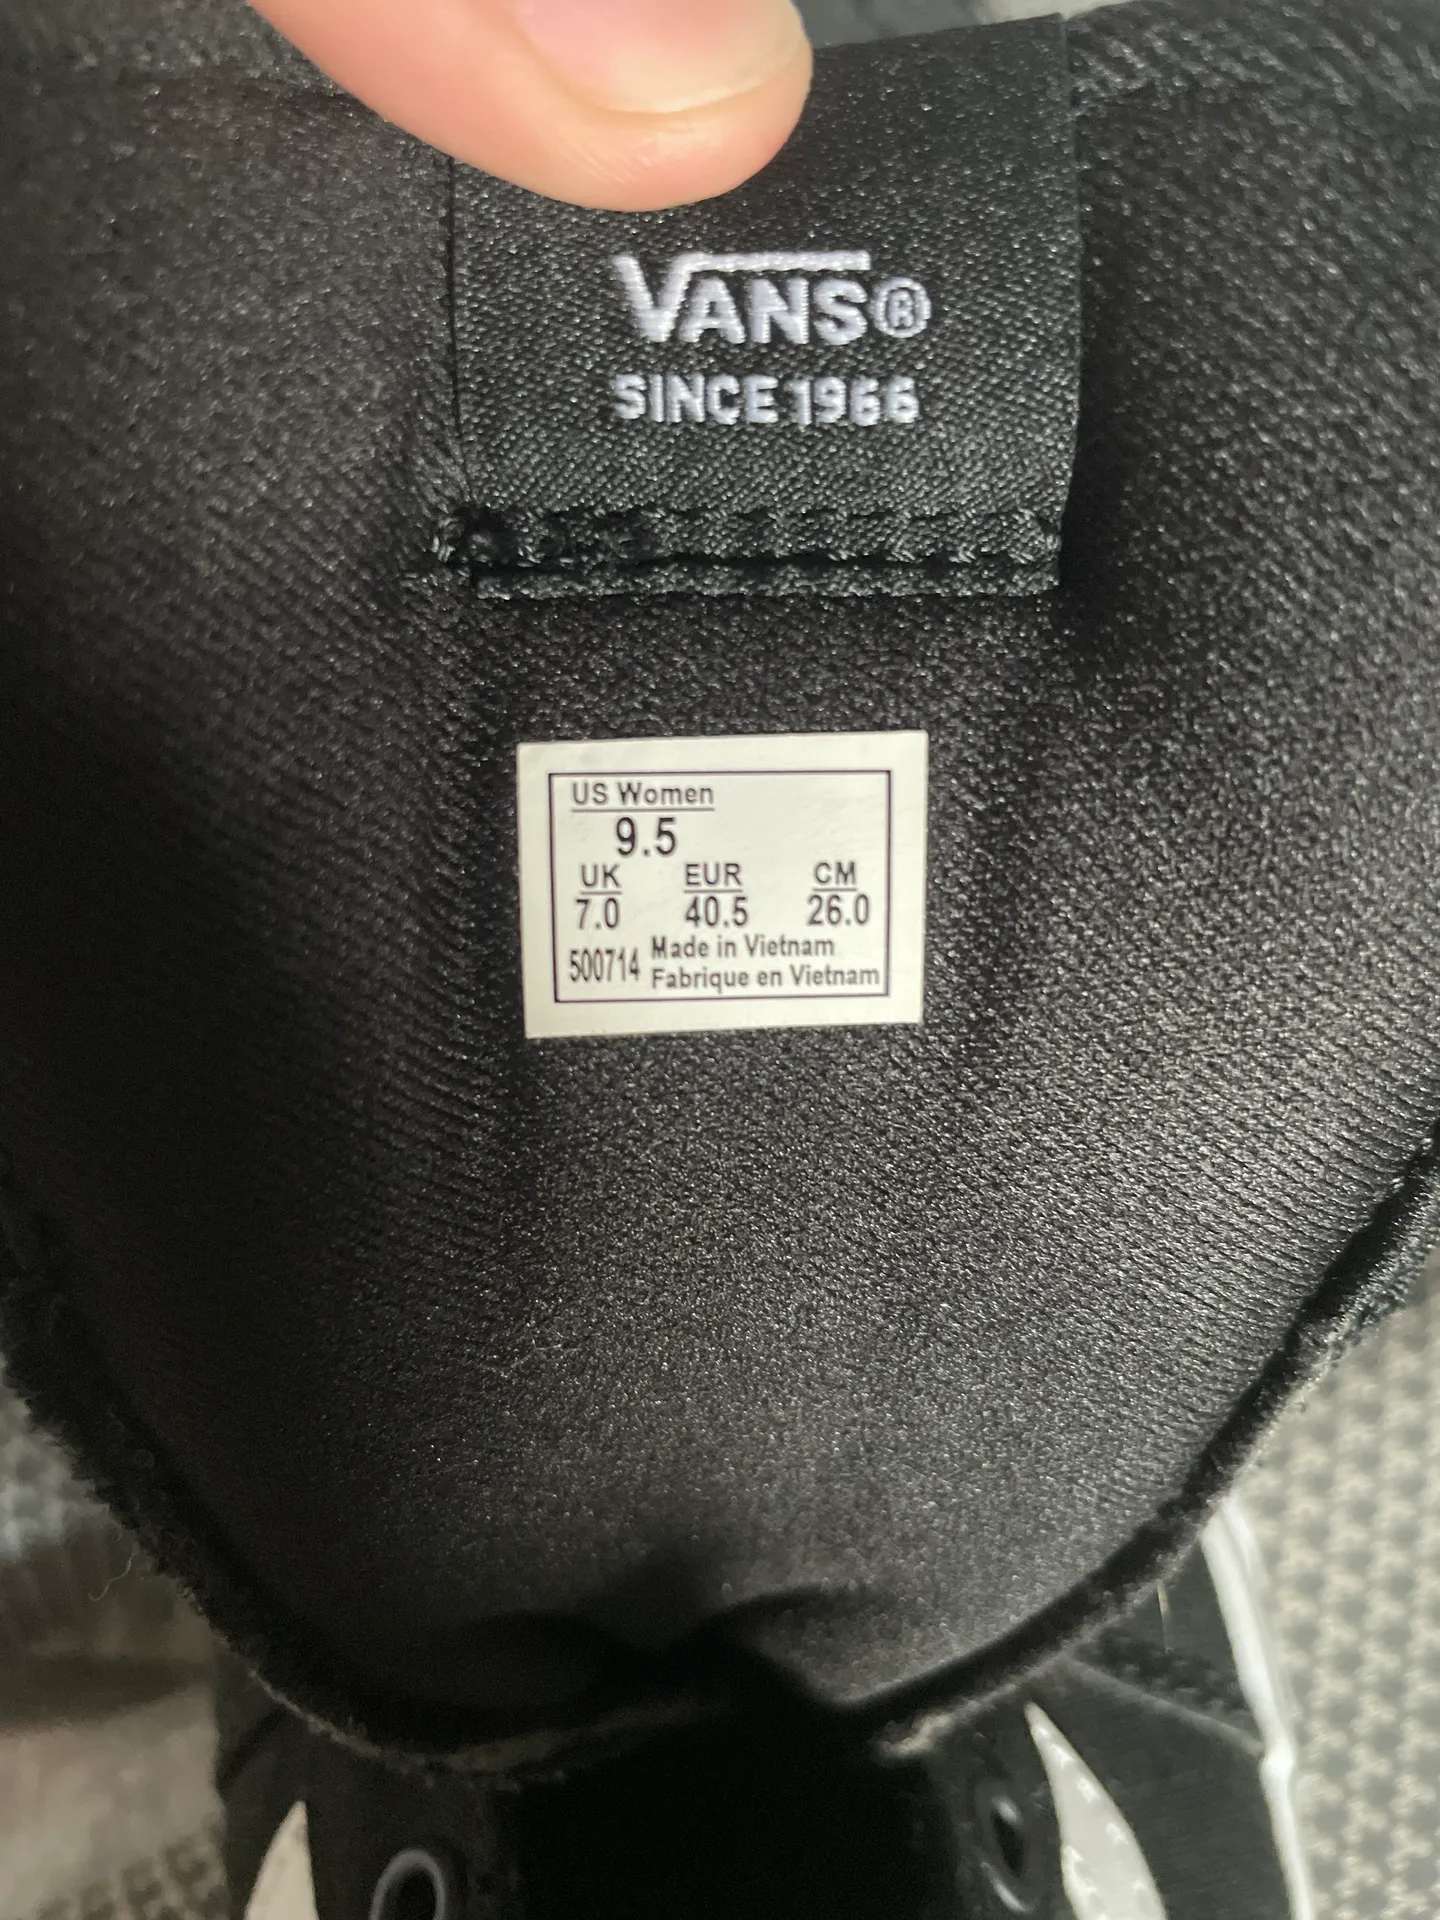 VANS®
SINCE 1966
US Women
9.5
UK EUR CM
7.0 40.5 26.0
500714 Made in Vietnam
Fabrique en Vietnam